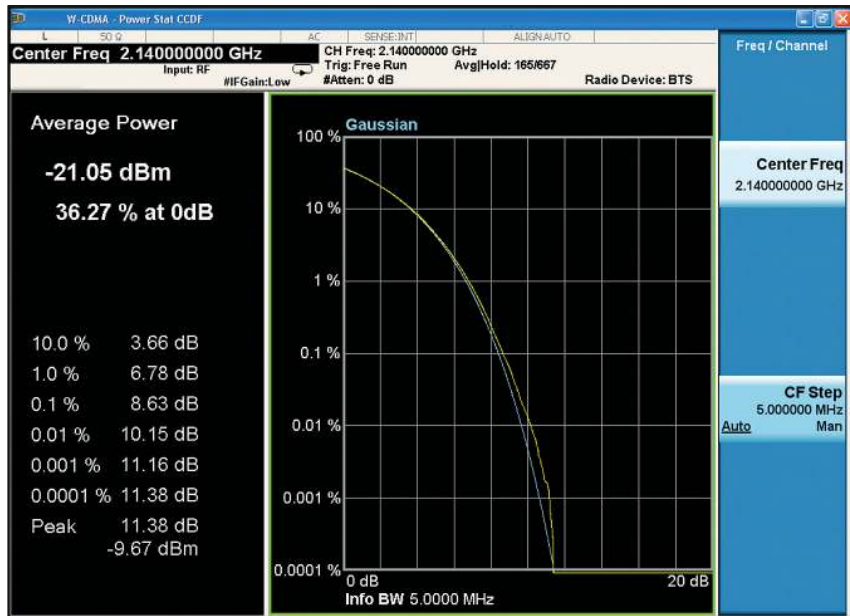 W-CDMA - Power Stat CCDF
L 50 Ω AC SENSE:INT ALIGN AUTO
Center Freq 2.140000000 GHz
Input: RF
#IFGain:Low
CH Freq: 2.140000000 GHz
Trig: Free Run Avg|Hold: 165/667
#Atten: 0 dB Radio Device: BTS
Average Power
-21.05 dBm
36.27 % at 0dB
10.0 % 3.66 dB
1.0 % 6.78 dB
0.1 % 8.63 dB
0.01 % 10.15 dB
0.001 % 11.16 dB
0.0001 % 11.38 dB
Peak 11.38 dB
-9.67 dBm
Gaussian
100 %
10 %
1 %
0.1 %
0.01 %
0.001 %
0.0001 %
0 dB 20 dB
Info BW 5.0000 MHz
Freq / Channel
Center Freq
2.140000000 GHz
CF Step
5.000000 MHz
Auto Man